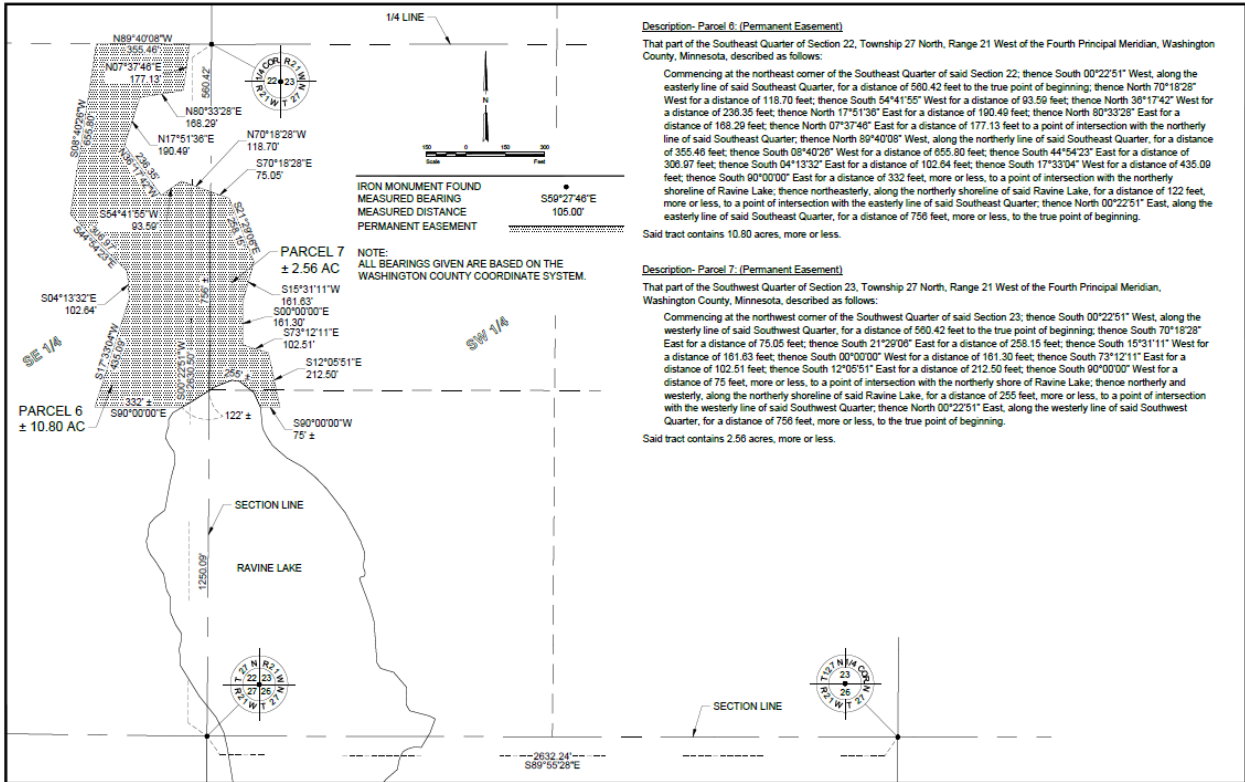 1/4 LINE
N89°40'08"W
355.46'
N07°37'46"E
177.13'
560.42'
1/4 COR R 21 W
22 23
R 21 W T 27 N
N80°33'28"E
168.29'
S08°40'26"W
655.80'
N17°51'36"E
190.49'
N70°18'28"W
118.70'
S70°18'28"E
75.05'
236.35'
N36°17'42"W
N
150 0 150 300
Scale Feet
IRON MONUMENT FOUND
MEASURED BEARING S59°27'46"E
MEASURED DISTANCE 105.00'
PERMANENT EASEMENT
NOTE:
ALL BEARINGS GIVEN ARE BASED ON THE
WASHINGTON COUNTY COORDINATE SYSTEM.
S54°41'55"W
93.59'
S21°29'06"E
258.15'
306.97'
S44°54'23"E
PARCEL 7
± 2.56 AC
756' ±
S15°31'11"W
161.63'
S04°13'32"E
102.64'
S00°00'00"E
161.30'
S73°12'11"E
102.51'
SE 1/4
SW 1/4
S17°33'04"W
435.09'
S00°22'51"W
2630.50'
S12°05'51"E
212.50'
255' ±
PARCEL 6
± 10.80 AC
332' ±
S90°00'00"E
122' ±
S90°00'00"W
75' ±
SECTION LINE
RAVINE LAKE
1250.09'
T 27 N R 21 W
22 23
27 26
R 21 W T 27 N
T 27 N 1/4 COR
23
26
R 21 W
SECTION LINE
2632.24'
S89°55'28"E
Description- Parcel 6: (Permanent Easement)
That part of the Southeast Quarter of Section 22, Township 27 North, Range 21 West of the Fourth Principal Meridian, Washington
County, Minnesota, described as follows:
Commencing at the northeast corner of the Southeast Quarter of said Section 22; thence South 00°22'51" West, along the
easterly line of said Southeast Quarter, for a distance of 560.42 feet to the true point of beginning; thence North 70°18'28"
West for a distance of 118.70 feet; thence South 54°41'55" West for a distance of 93.59 feet; thence North 36°17'42" West for
a distance of 236.35 feet; thence North 17°51'36" East for a distance of 190.49 feet; thence North 80°33'28" East for a
distance of 168.29 feet; thence North 07°37'46" East for a distance of 177.13 feet to a point of intersection with the northerly
line of said Southeast Quarter; thence North 89°40'08" West, along the northerly line of said Southeast Quarter, for a distance
of 355.46 feet; thence South 08°40'26" West for a distance of 655.80 feet; thence South 44°54'23" East for a distance of
306.97 feet; thence South 04°13'32" East for a distance of 102.64 feet; thence South 17°33'04" West for a distance of 435.09
feet; thence South 90°00'00" East for a distance of 332 feet, more or less, to a point of intersection with the northerly
shoreline of Ravine Lake; thence northeasterly, along the northerly shoreline of said Ravine Lake, for a distance of 122 feet,
more or less, to a point of intersection with the easterly line of said Southeast Quarter; thence North 00°22'51" East, along the
easterly line of said Southeast Quarter, for a distance of 756 feet, more or less, to the true point of beginning.
Said tract contains 10.80 acres, more or less.
Description- Parcel 7: (Permanent Easement)
That part of the Southwest Quarter of Section 23, Township 27 North, Range 21 West of the Fourth Principal Meridian,
Washington County, Minnesota, described as follows:
Commencing at the northwest corner of the Southwest Quarter of said Section 23; thence South 00°22'51" West, along the
westerly line of said Southwest Quarter, for a distance of 560.42 feet to the true point of beginning; thence South 70°18'28"
East for a distance of 75.05 feet; thence South 21°29'06" East for a distance of 258.15 feet; thence South 15°31'11" West for
a distance of 161.63 feet; thence South 00°00'00" West for a distance of 161.30 feet; thence South 73°12'11" East for a
distance of 102.51 feet; thence South 12°05'51" East for a distance of 212.50 feet; thence South 90°00'00" West for a
distance of 75 feet, more or less, to a point of intersection with the northerly shore of Ravine Lake; thence northerly and
westerly, along the northerly shoreline of said Ravine Lake, for a distance of 255 feet, more or less, to a point of intersection
with the westerly line of said Southwest Quarter; thence North 00°22'51" East, along the westerly line of said Southwest
Quarter, for a distance of 756 feet, more or less, to the true point of beginning.
Said tract contains 2.56 acres, more or less.